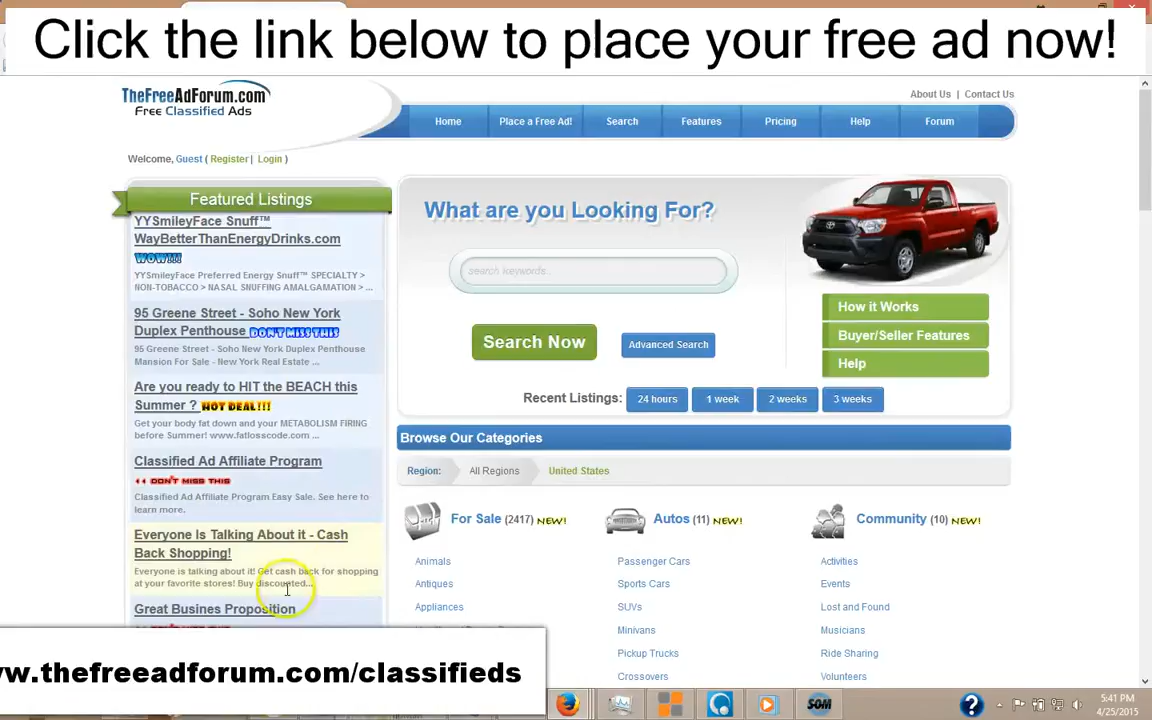 Click the link below to place your free ad now!
TheFreeAdForum.com
Free Classified Ads
About Us | Contact Us
Home Place a Free Ad! Search Features Pricing Help Forum
Welcome, Guest ( Register | Login )
Featured Listings
YYSmileyFace Snuff™
WayBetterThanEnergyDrinks.com
WOW!!!
YYSmileyFace Preferred Energy Snuff™ SPECIALTY >
NON-TOBACCO > NASAL SNUFFING AMALGAMATION > ...
95 Greene Street - Soho New York
Duplex Penthouse DON'T MISS THIS
95 Greene Street - Soho New York Duplex Penthouse
Mansion For Sale - New York Real Estate ...
Are you ready to HIT the BEACH this
Summer ? HOT DEAL!!!
Get your body fat down and your METABOLISM FIRING
before Summer! www.fatlosscode.com ...
Classified Ad Affiliate Program
DON'T MISS THIS
Classified Ad Affiliate Program Easy Sale. See here to
learn more.
Everyone Is Talking About it - Cash
Back Shopping!
Everyone is talking about it! Get cash back for shopping
at your favorite stores! Buy discounted...
Great Busines Proposition
What are you Looking For?
search keywords...
Search Now
Advanced Search
How it Works
Buyer/Seller Features
Help
Recent Listings: 24 hours 1 week 2 weeks 3 weeks
Browse Our Categories
Region: All Regions United States
For Sale (2417) NEW!
Animals
Antiques
Appliances
Autos (11) NEW!
Passenger Cars
Sports Cars
SUVs
Minivans
Pickup Trucks
Crossovers
Community (10) NEW!
Activities
Events
Lost and Found
Musicians
Ride Sharing
Volunteers
w.thefreeadforum.com/classifieds
SOM
5:41 PM
4/25/2015